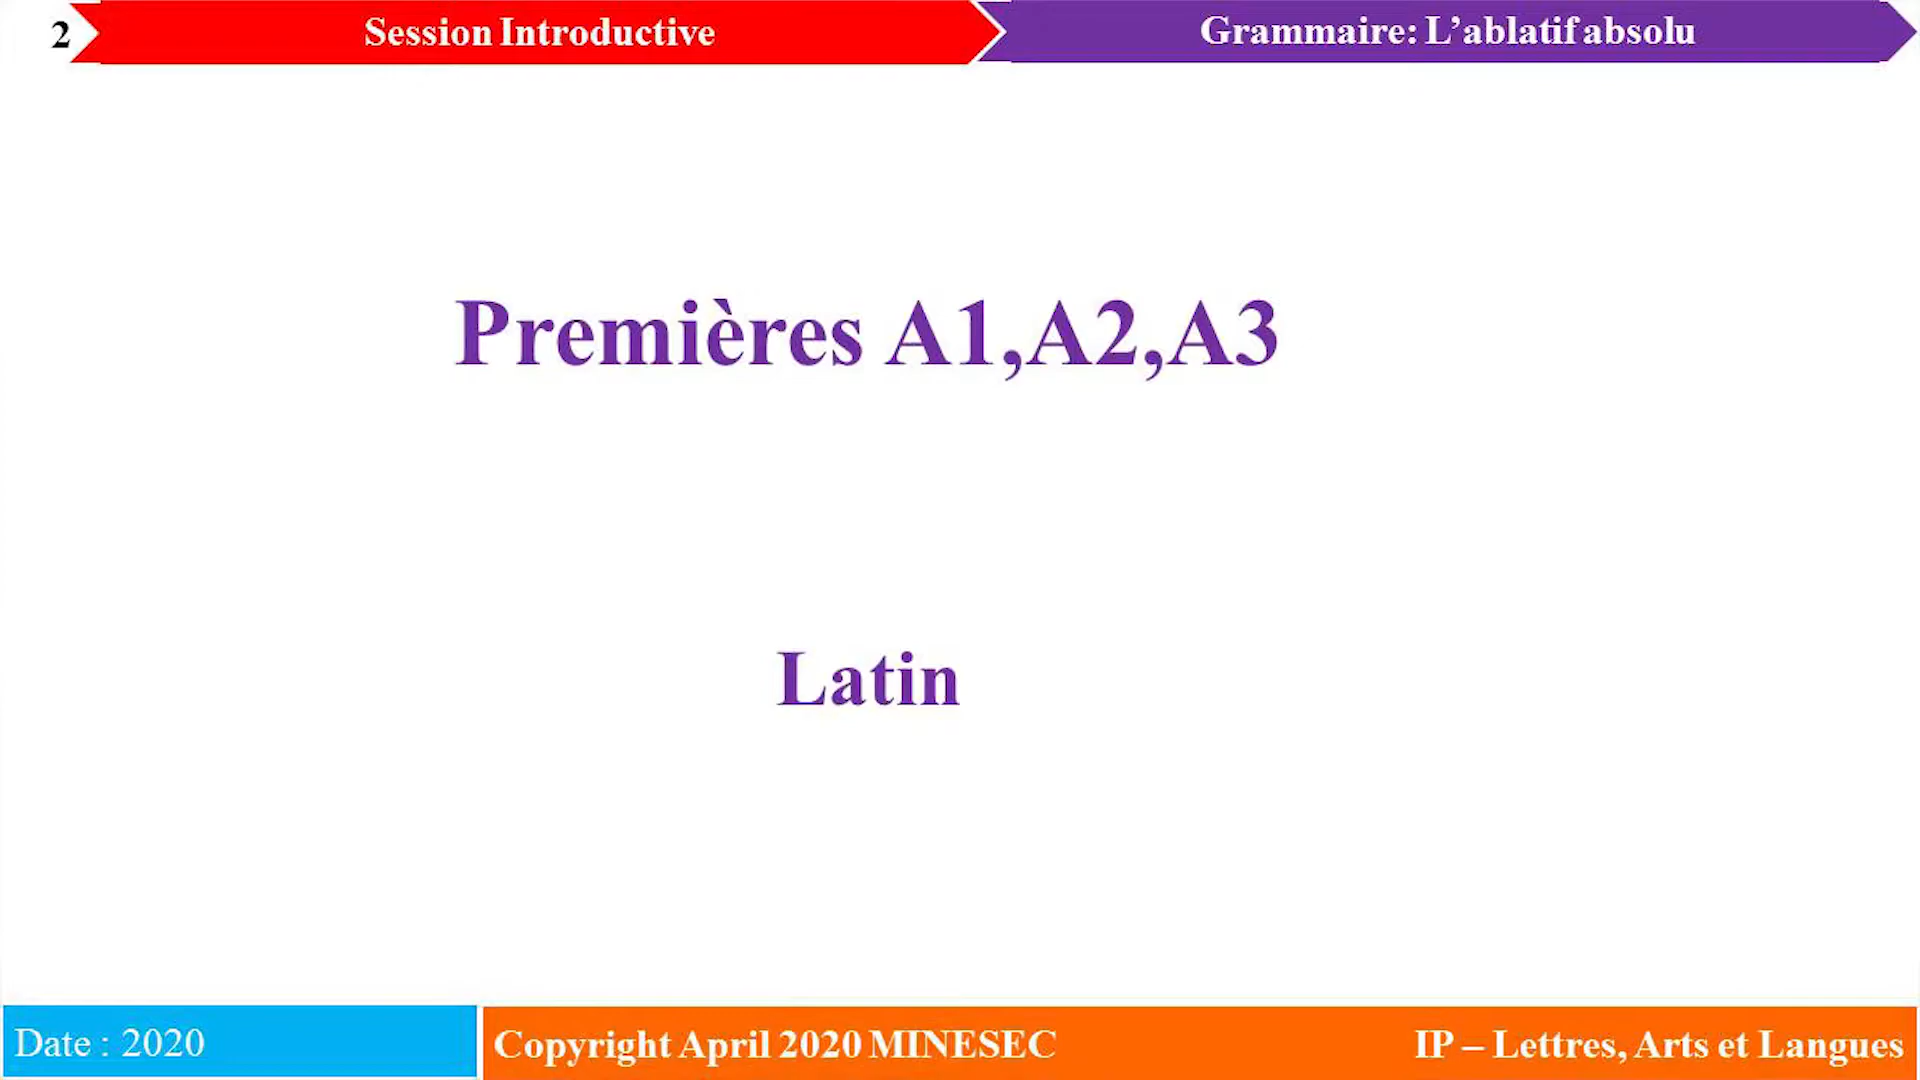 2
Session Introductive
Grammaire: L’ablatif absolu
Premières A1,A2,A3
Latin
Date : 2020
Copyright April 2020 MINESEC
IP – Lettres, Arts et Langues